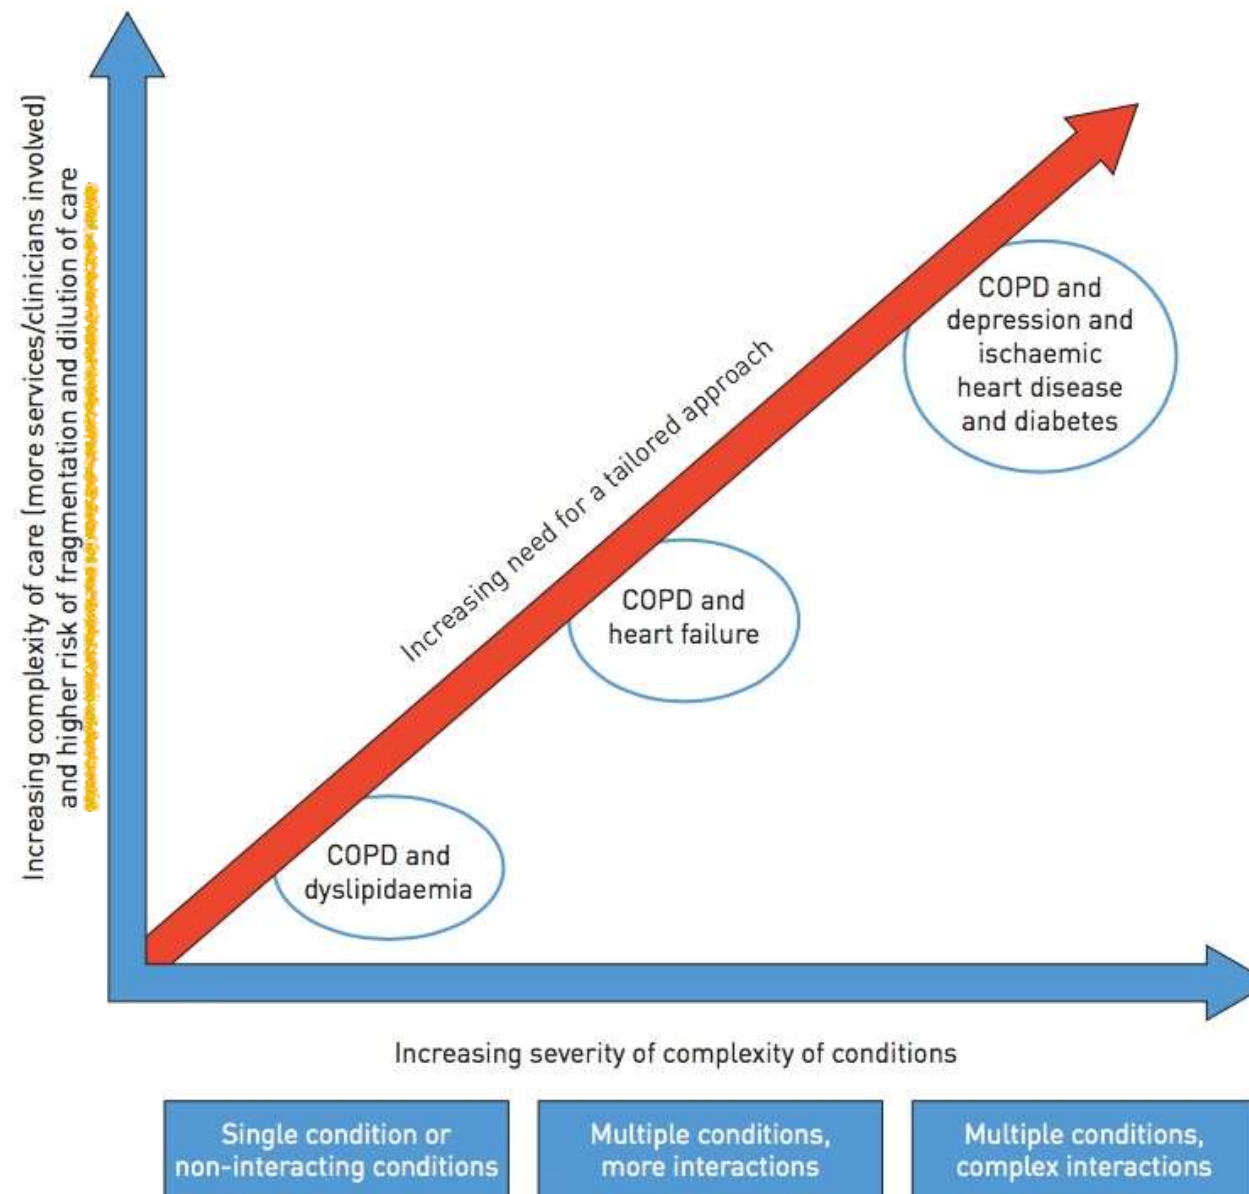 Increasing complexity of care (more services/clinicians involved)
and higher risk of fragmentation and dilution of care
Increasing need for a tailored approach
COPD and
depression and
ischaemic
heart disease
and diabetes
COPD and
heart failure
COPD and
dyslipidaemia
Increasing severity of complexity of conditions
Single condition or
non-interacting conditions
Multiple conditions,
more interactions
Multiple conditions,
complex interactions